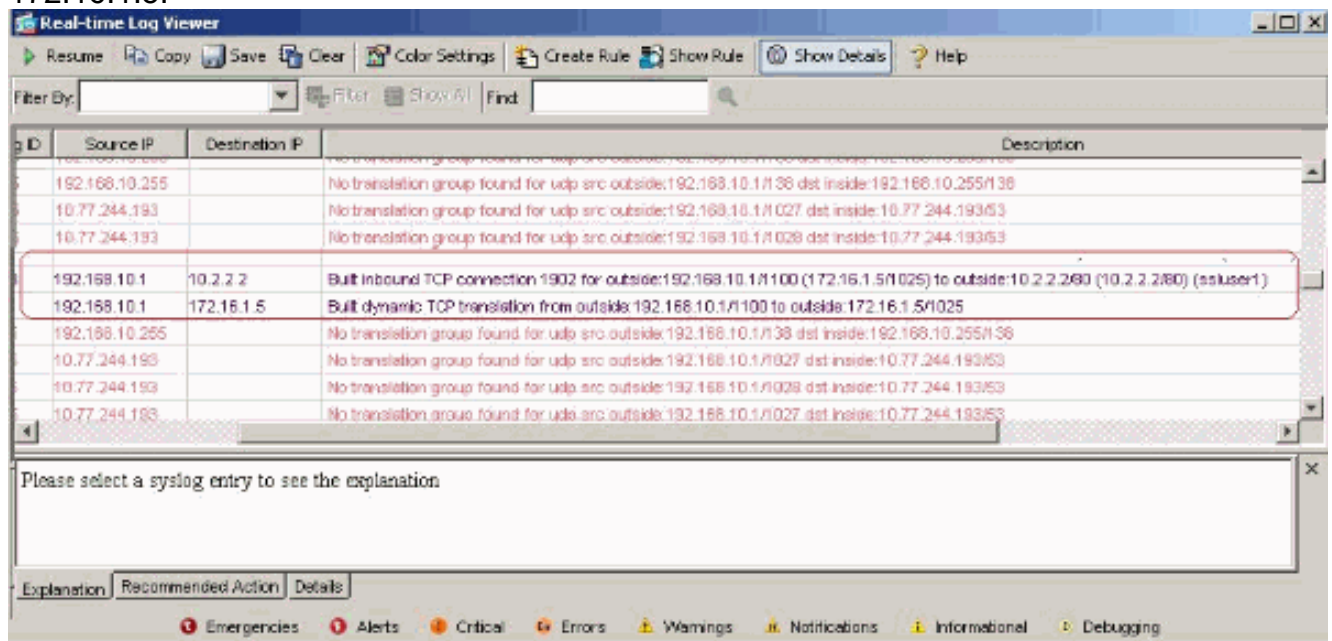 Real-time Log Viewer
Resume Copy Save Clear Color Settings Create Rule Show Rule Show Details Help
Filter By: Filter Show All Find:
g ID Source IP Destination IP Description
192.168.10.255 No translation group found for udp src outside:192.168.10.1/138 dst inside:192.168.10.255/138
10.77.244.193 No translation group found for udp src outside:192.168.10.1/1027 dst inside:10.77.244.193/53
10.77.244.193 No translation group found for udp src outside:192.168.10.1/1028 dst inside:10.77.244.193/53
192.168.10.1 10.2.2.2 Built inbound TCP connection 1902 for outside:192.168.10.1/1100 (172.16.1.5/1025) to outside:10.2.2.2/80 (10.2.2.2/80) (ssluser1)
192.168.10.1 172.16.1.5 Built dynamic TCP translation from outside:192.168.10.1/1100 to outside:172.16.1.5/1025
192.168.10.255 No translation group found for udp src outside:192.168.10.1/138 dst inside:192.168.10.255/138
10.77.244.193 No translation group found for udp src outside:192.168.10.1/1027 dst inside:10.77.244.193/53
10.77.244.193 No translation group found for udp src outside:192.168.10.1/1028 dst inside:10.77.244.193/53
10.77.244.193 No translation group found for udp src outside:192.168.10.1/1027 dst inside:10.77.244.193/53
Please select a syslog entry to see the explanation
Explanation Recommended Action Details
Emergencies Alerts Critical Errors Warnings Notifications Informational Debugging